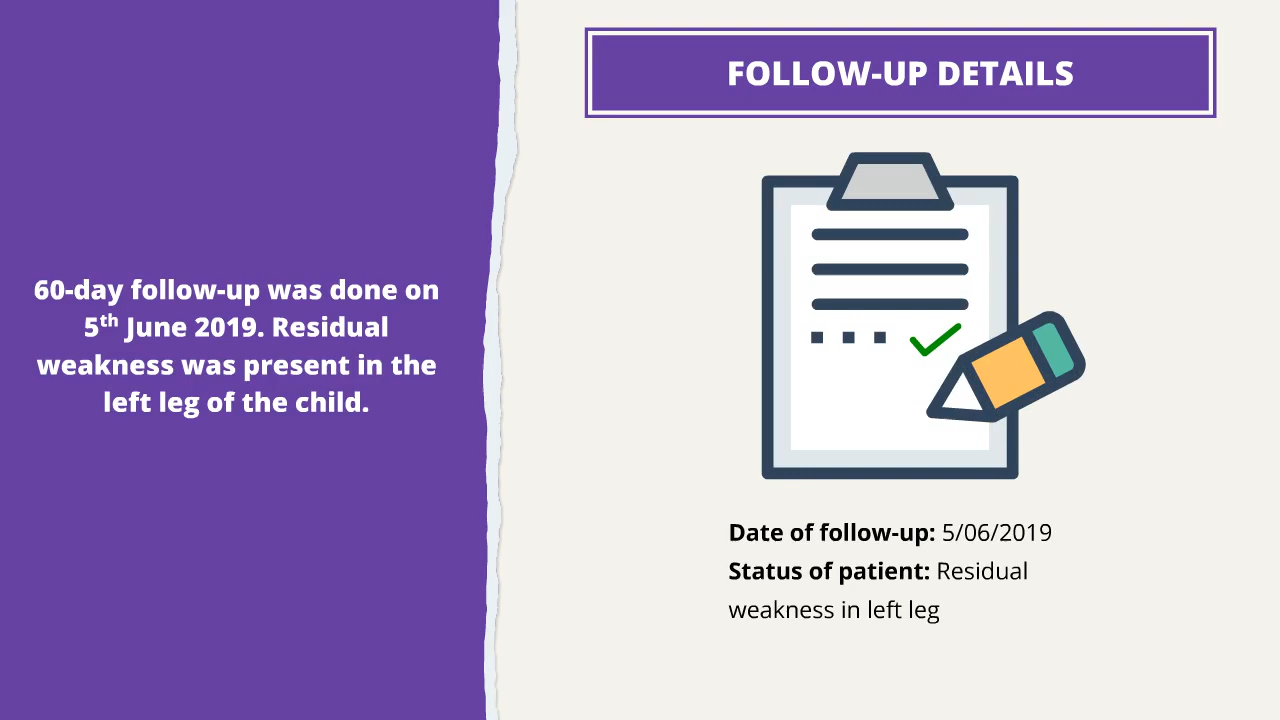 60-day follow-up was done on
5th June 2019. Residual
weakness was present in the
left leg of the child.
FOLLOW-UP DETAILS
Date of follow-up: 5/06/2019
Status of patient: Residual
weakness in left leg